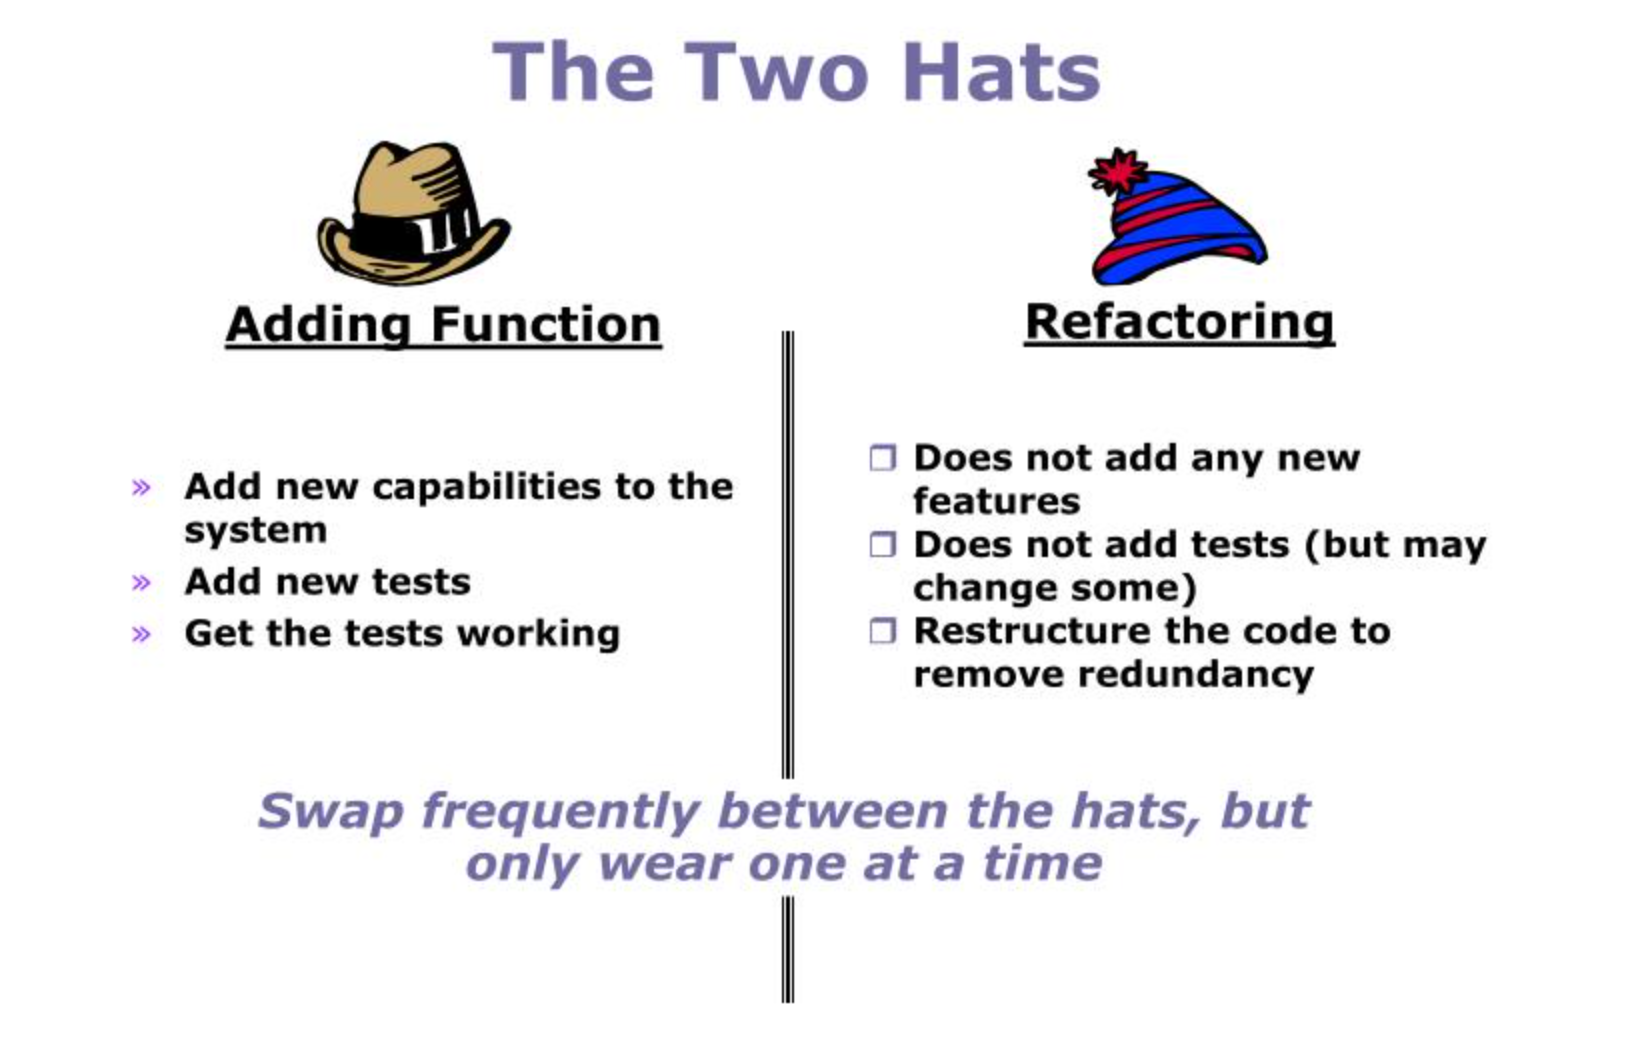 The Two Hats
Adding Function
» Add new capabilities to the
system
» Add new tests
» Get the tests working
Refactoring
❒ Does not add any new
features
❒ Does not add tests (but may
change some)
❒ Restructure the code to
remove redundancy
Swap frequently between the hats, but
only wear one at a time